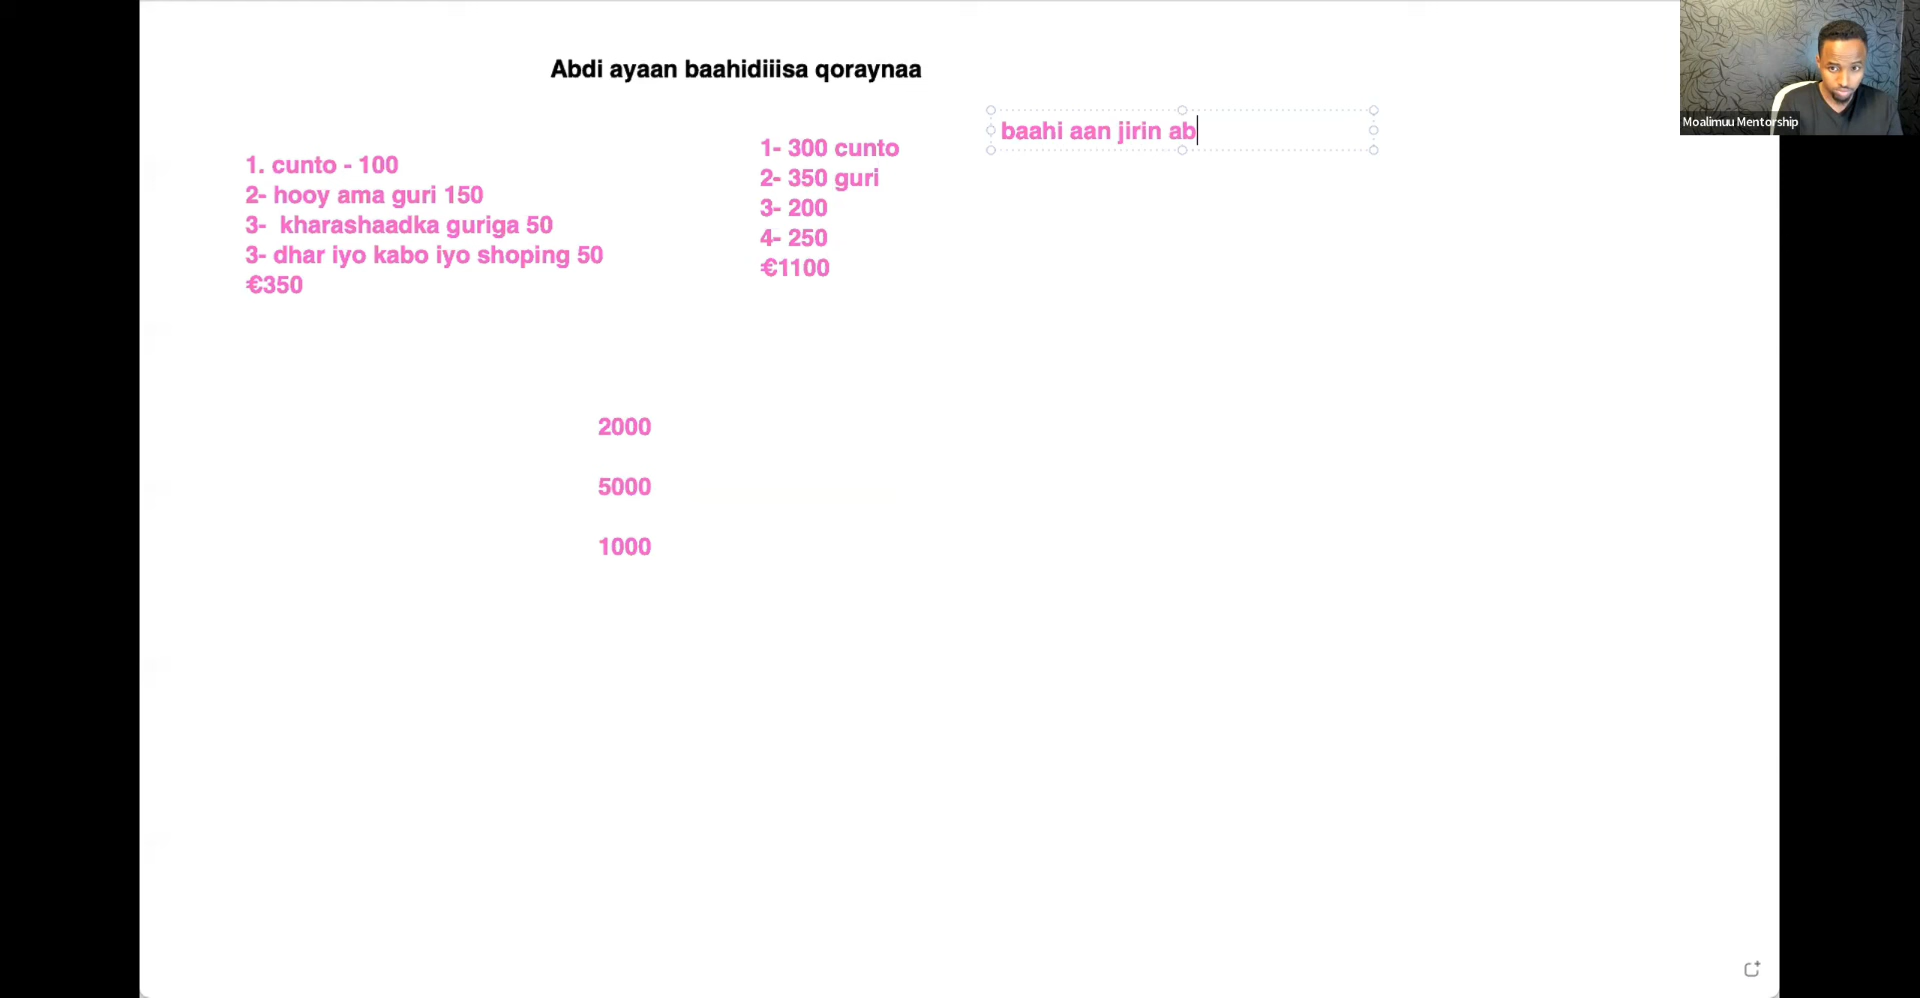 Abdi ayaan baahidiiisa qoraynaa
1. cunto - 100
2- hooy ama guri 150
3- kharashaadka guriga 50
3- dhar iyo kabo iyo shoping 50
€350
1- 300 cunto
2- 350 guri
3- 200
4- 250
€1100
baahi aan jirin ab
2000
5000
1000
Moalimuu Mentorship